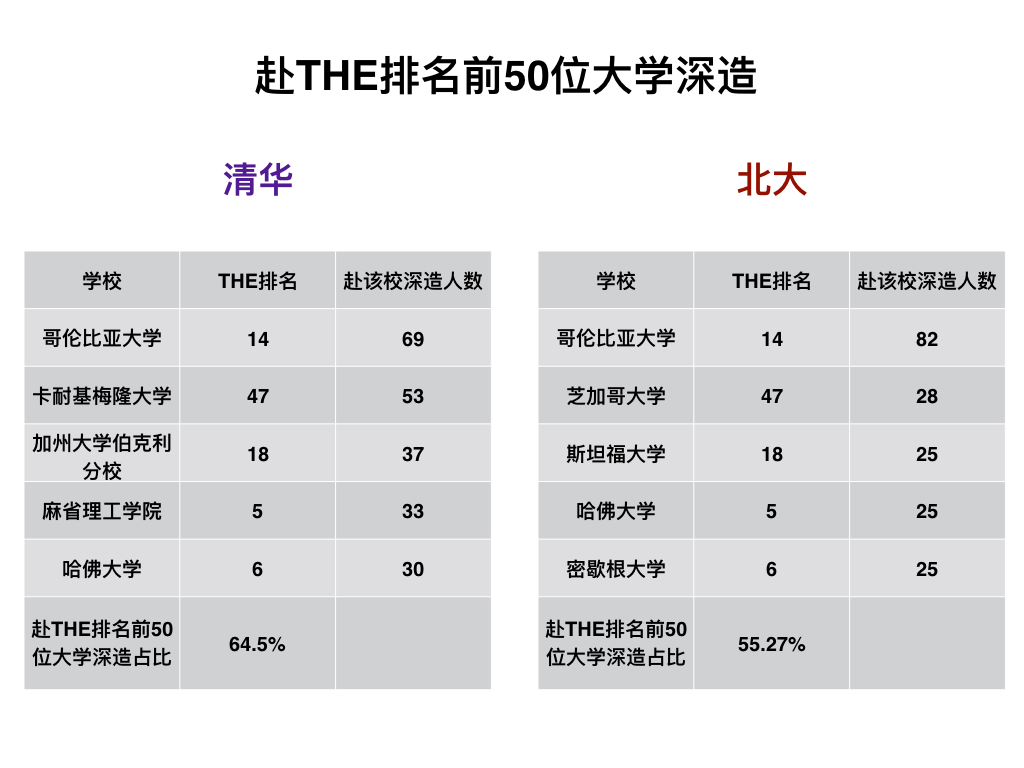 赴THE排名前50位大学深造
清华
北大
学校 THE排名 赴该校深造人数
哥伦比亚大学 14 69
卡耐基梅隆大学 47 53
加州大学伯克利
分校 18 37
麻省理工学院 5 33
哈佛大学 6 30
赴THE排名前50
位大学深造占比 64.5%
学校 THE排名 赴该校深造人数
哥伦比亚大学 14 82
芝加哥大学 47 28
斯坦福大学 18 25
哈佛大学 5 25
密歇根大学 6 25
赴THE排名前50
位大学深造占比 55.27%